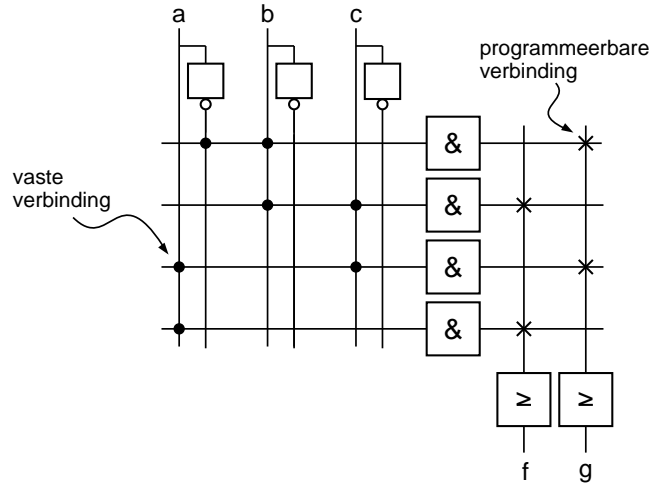 a b c
programmeerbare
verbinding
vaste
verbinding
&
&
&
&
≥ ≥
f g